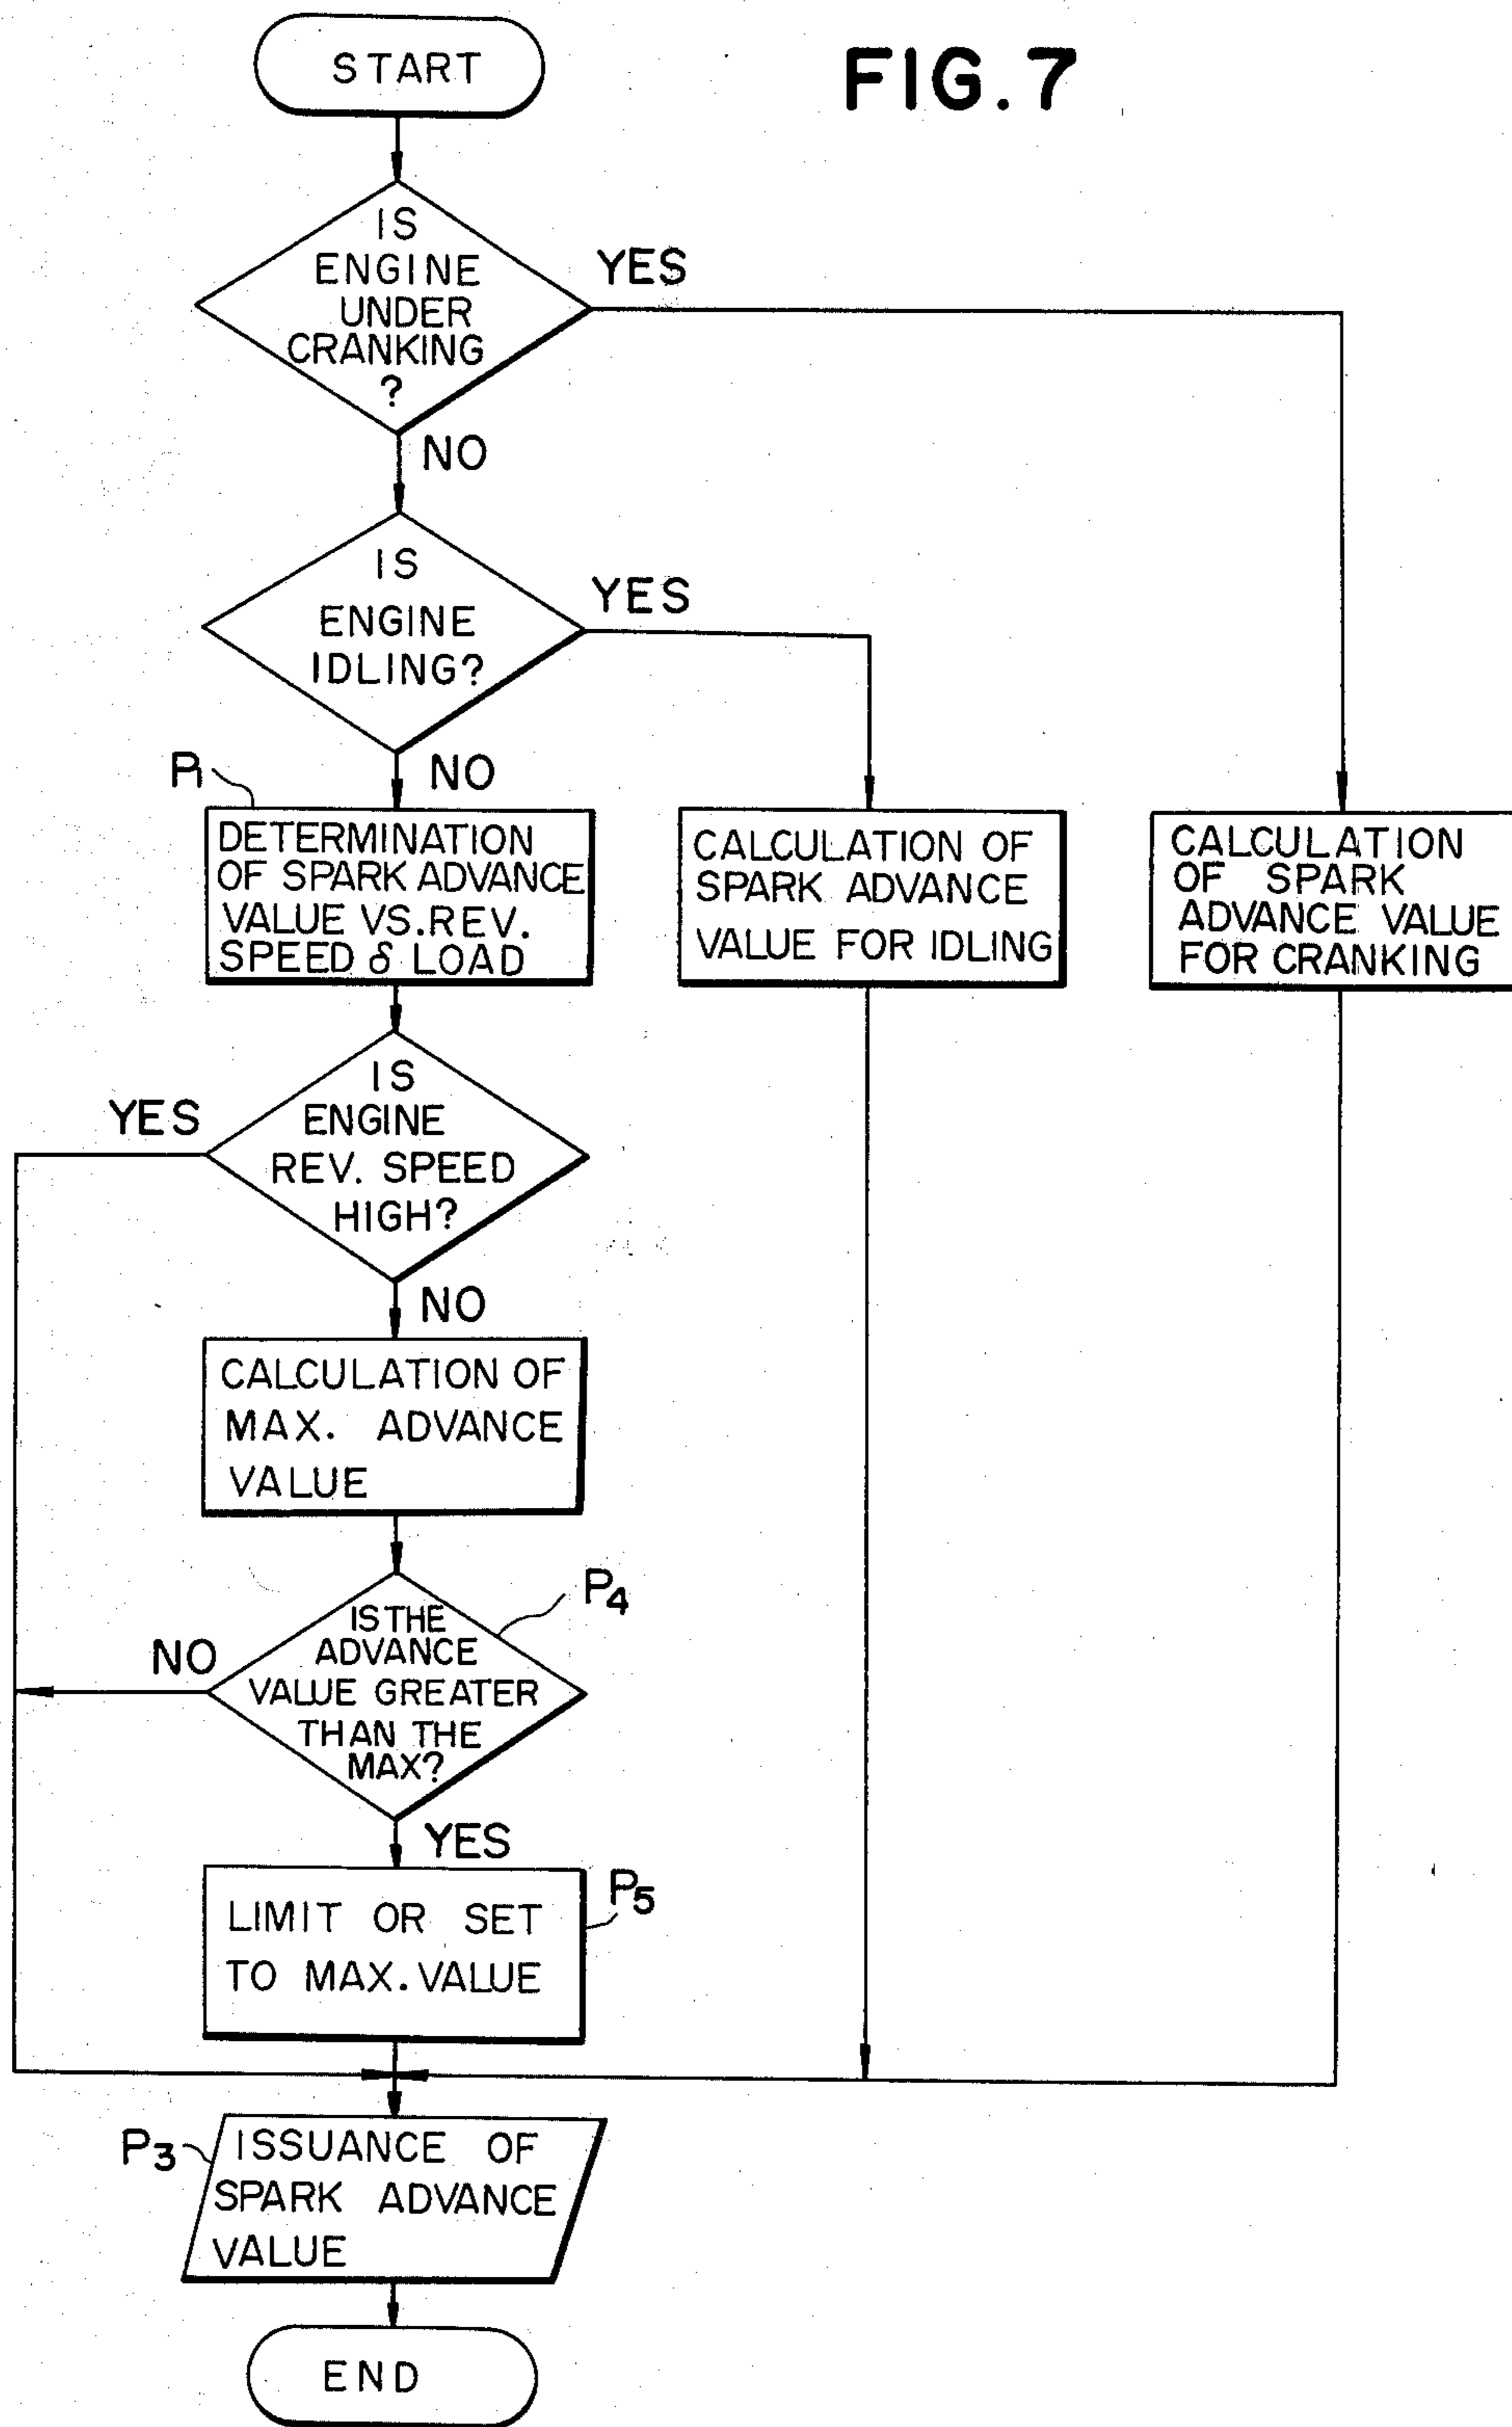 START
FIG. 7
IS
ENGINE
UNDER
CRANKING
?
YES
NO
IS
ENGINE
IDLING?
YES
NO
P1
DETERMINATION
OF SPARK ADVANCE
VALUE VS. REV.
SPEED & LOAD
CALCULATION OF
SPARK ADVANCE
VALUE FOR IDLING
CALCULATION
OF SPARK
ADVANCE VALUE
FOR CRANKING
IS
ENGINE
REV. SPEED
HIGH?
YES
NO
CALCULATION OF
MAX. ADVANCE
VALUE
P4
IS THE
ADVANCE
VALUE GREATER
THAN THE
MAX?
NO
YES
P5
LIMIT OR SET
TO MAX. VALUE
P3
ISSUANCE OF
SPARK ADVANCE
VALUE
END